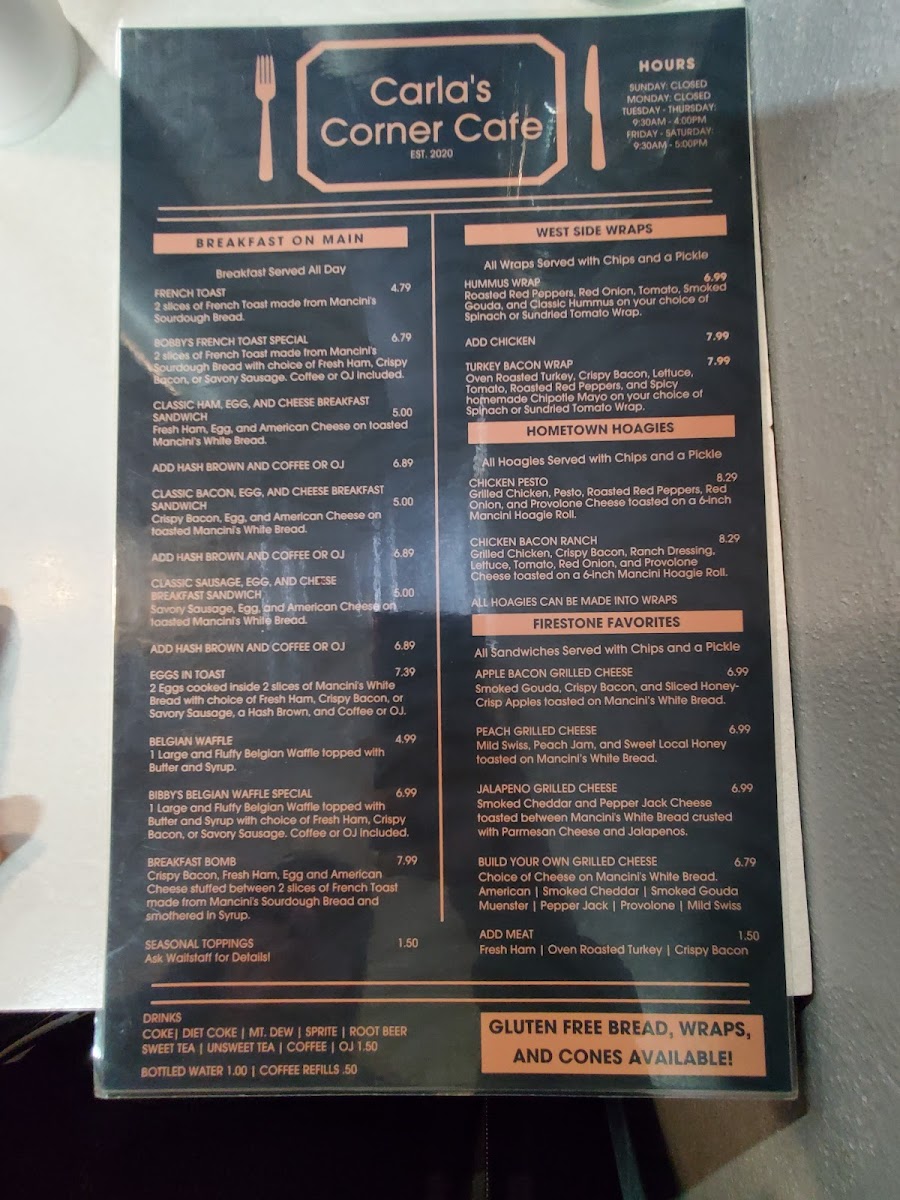 Carla's
Corner Cafe
EST. 2020
HOURS
SUNDAY: CLOSED
MONDAY: CLOSED
TUESDAY - THURSDAY:
9:30AM - 4:00PM
FRIDAY - SATURDAY:
9:30AM - 5:00PM
BREAKFAST ON MAIN
Breakfast Served All Day
FRENCH TOAST 4.79
2 slices of French Toast made from Mancini's
Sourdough Bread.
BOBBY'S FRENCH TOAST SPECIAL 6.79
2 slices of French Toast made from Mancini's
Sourdough Bread with choice of Fresh Ham, Crispy
Bacon, or Savory Sausage. Coffee or OJ Included.
CLASSIC HAM, EGG, AND CHEESE BREAKFAST
SANDWICH 5.00
Fresh Ham, Egg, and American Cheese on toasted
Mancini's White Bread.
ADD HASH BROWN AND COFFEE OR OJ 6.89
CLASSIC BACON, EGG, AND CHEESE BREAKFAST
SANDWICH 5.00
Crispy Bacon, Egg, and American Cheese on
toasted Mancini's White Bread.
ADD HASH BROWN AND COFFEE OR OJ 6.89
CLASSIC SAUSAGE, EGG, AND CHEESE
BREAKFAST SANDWICH 5.00
Savory Sausage, Egg, and American Cheese on
toasted Mancini's White Bread.
ADD HASH BROWN AND COFFEE OR OJ 6.89
EGGS IN TOAST 7.39
2 Eggs cooked inside 2 slices of Mancini's White
Bread with choice of Fresh Ham, Crispy Bacon, or
Savory Sausage, a Hash Brown, and Coffee or OJ.
BELGIAN WAFFLE 4.99
1 Large and Fluffy Belgian Waffle topped with
Butter and Syrup.
BIBBY'S BELGIAN WAFFLE SPECIAL 6.99
1 Large and Fluffy Belgian Waffle topped with
Butter and Syrup with choice of Fresh Ham, Crispy
Bacon, or Savory Sausage. Coffee or OJ Included.
BREAKFAST BOMB 7.99
Crispy Bacon, Fresh Ham, Egg and American
Cheese stuffed between 2 slices of French Toast
made from Mancini's Sourdough Bread and
smothered in Syrup.
SEASONAL TOPPINGS 1.50
Ask Waitstaff for Details!
WEST SIDE WRAPS
All Wraps Served with Chips and a Pickle
HUMMUS WRAP 6.99
Roasted Red Peppers, Red Onion, Tomato, Smoked
Gouda, and Classic Hummus on your choice of
Spinach or Sundried Tomato Wrap.
ADD CHICKEN 7.99
TURKEY BACON WRAP 7.99
Oven Roasted Turkey, Crispy Bacon, Lettuce,
Tomato, Roasted Red Peppers, and Spicy
homemade Chipotle Mayo on your choice of
Spinach or Sundried Tomato Wrap.
HOMETOWN HOAGIES
All Hoagies Served with Chips and a Pickle
CHICKEN PESTO 8.29
Grilled Chicken, Pesto, Roasted Red Peppers, Red
Onion, and Provolone Cheese toasted on a 6-inch
Mancini Hoagie Roll.
CHICKEN BACON RANCH 8.29
Grilled Chicken, Crispy Bacon, Ranch Dressing,
Lettuce, Tomato, Red Onion, and Provolone
Cheese toasted on a 6-inch Mancini Hoagie Roll.
ALL HOAGIES CAN BE MADE INTO WRAPS
FIRESTONE FAVORITES
All Sandwiches Served with Chips and a Pickle
APPLE BACON GRILLED CHEESE 6.99
Smoked Gouda, Crispy Bacon, and Sliced Honey-
Crisp Apples toasted on Mancini's White Bread.
PEACH GRILLED CHEESE 6.99
Mild Swiss, Peach Jam, and Sweet Local Honey
toasted on Mancini's White Bread.
JALAPENO GRILLED CHEESE 6.99
Smoked Cheddar and Pepper Jack Cheese
toasted between Mancini's White Bread crusted
with Parmesan Cheese and Jalapenos.
BUILD YOUR OWN GRILLED CHEESE 6.79
Choice of Cheese on Mancini's White Bread.
American | Smoked Cheddar | Smoked Gouda
Muenster | Pepper Jack | Provolone | Mild Swiss
ADD MEAT 1.50
Fresh Ham | Oven Roasted Turkey | Crispy Bacon
DRINKS
COKE| DIET COKE | MT. DEW | SPRITE | ROOT BEER
SWEET TEA | UNSWEET TEA | COFFEE | OJ 1.50
BOTTLED WATER 1.00 | COFFEE REFILLS .50
GLUTEN FREE BREAD, WRAPS,
AND CONES AVAILABLE!